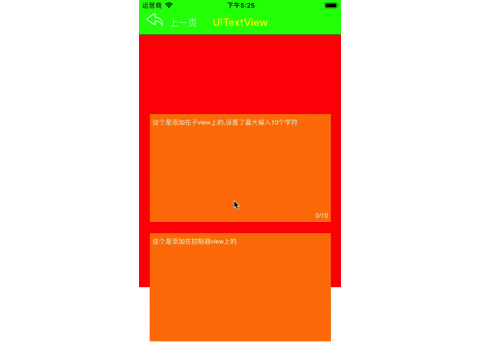 运营商 下午5:25
上一页 UITextView
这个是添加在子view上的,设置了最大输入10个字符
0/10
这个是添加在控制器view上的